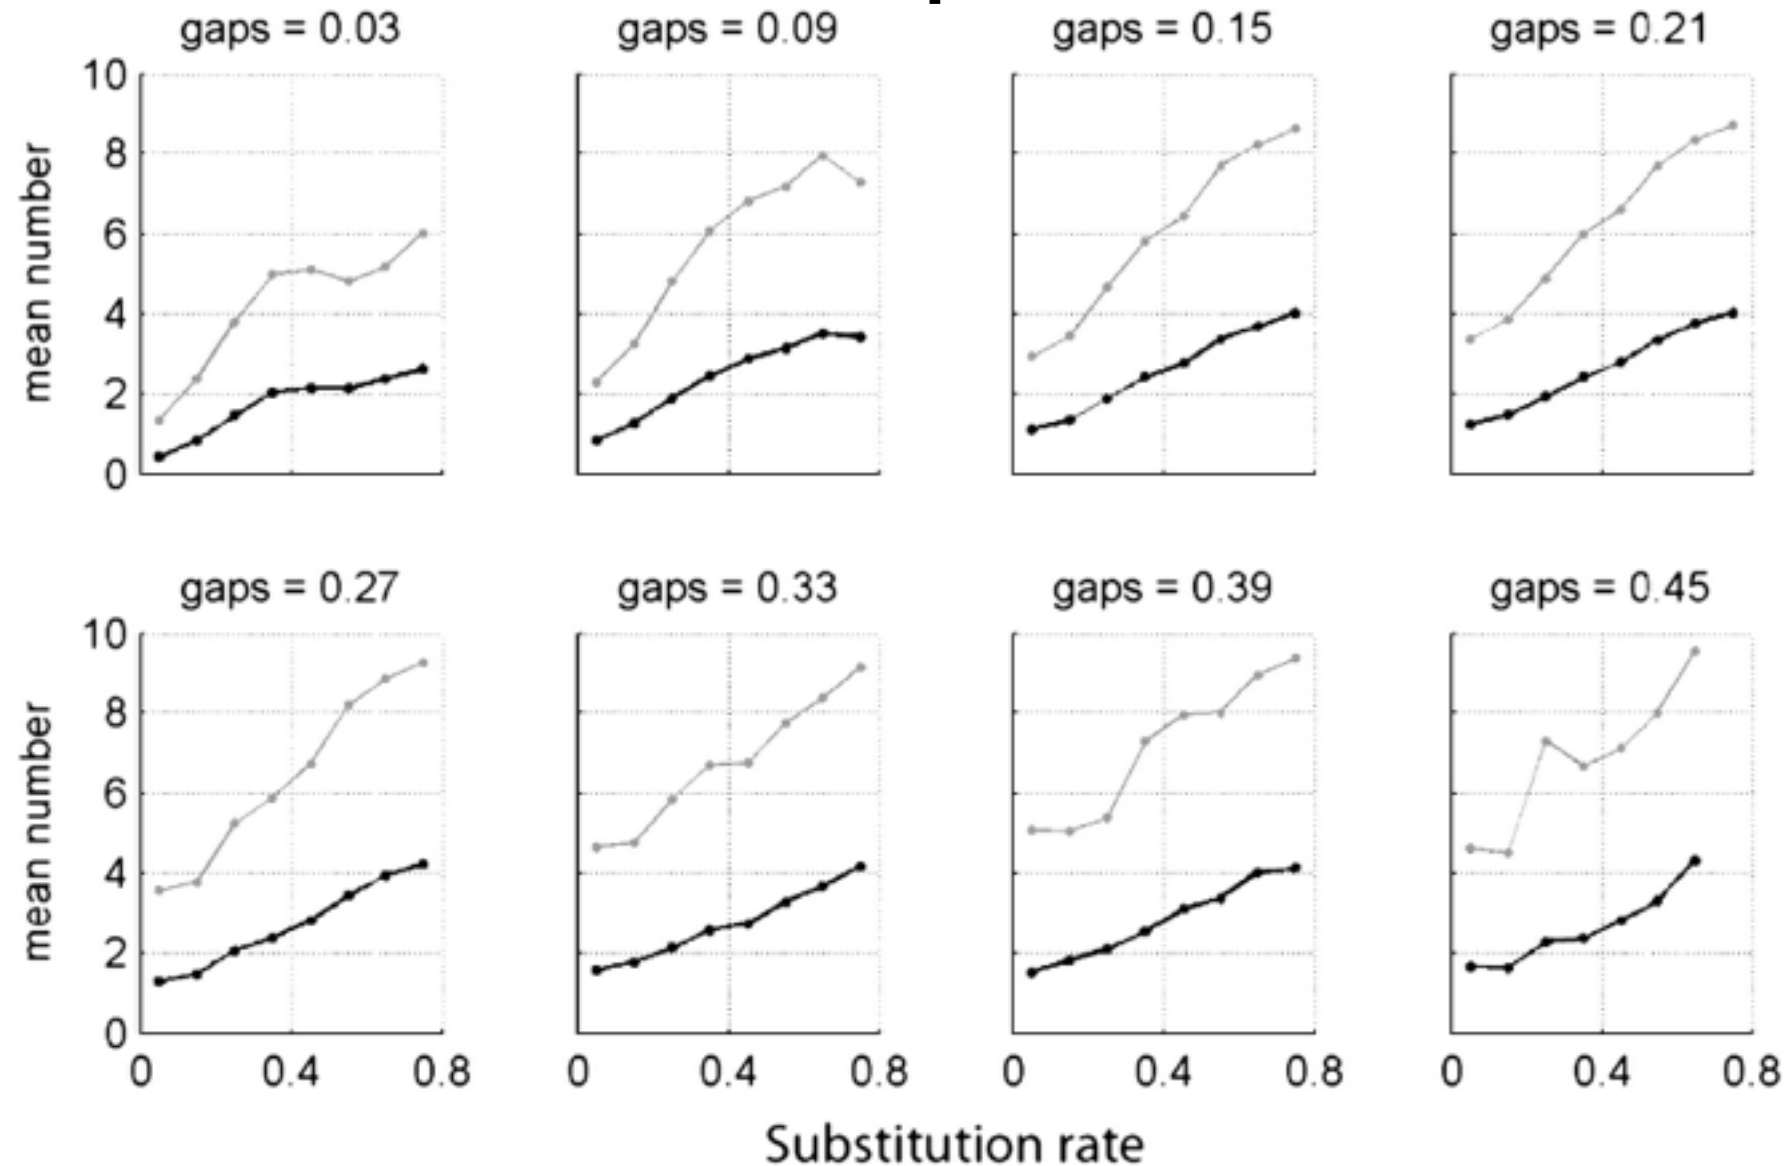 gaps = 0.03 gaps = 0.09 gaps = 0.15 gaps = 0.21
10
8
6
4
2
0
mean number
gaps = 0.27 gaps = 0.33 gaps = 0.39 gaps = 0.45
10
8
6
4
2
0
mean number
0 0.4 0.8 0 0.4 0.8 0 0.4 0.8 0 0.4 0.8
Substitution rate